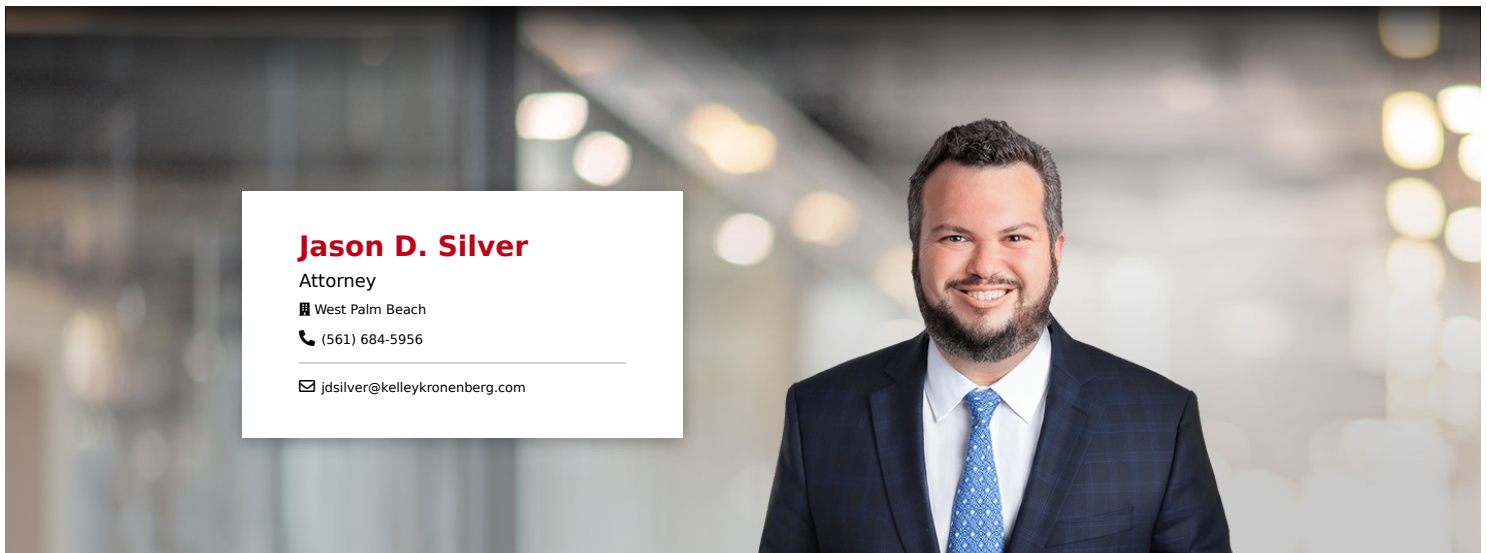 Jason D. Silver
Attorney
West Palm Beach
(561) 684-5956
jdsilver@kelleykronenberg.com